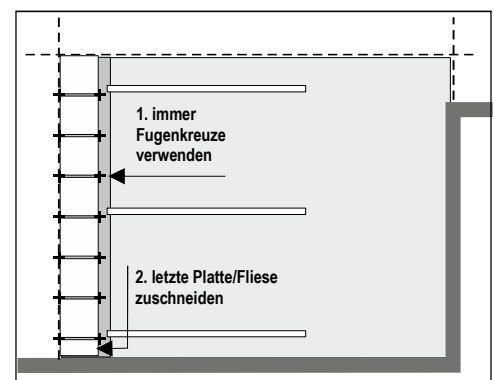 1. immer
Fugenkreuze
verwenden
2. letzte Platte/Fliese
zuschneiden